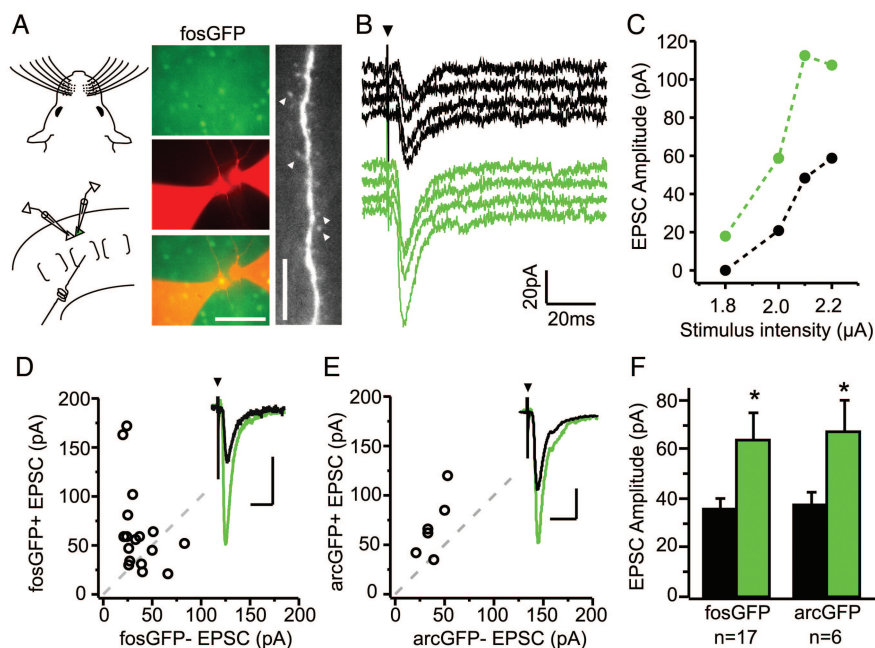 A
fosGFP
B
20pA
20ms
C
EPSC Amplitude (pA)
120
100
80
60
40
20
0
1.8
2.0
2.2
Stimulus intensity (µA)
D
fosGFP+ EPSC (pA)
200
150
100
50
0
0
50
100
150
200
fosGFP- EPSC (pA)
E
arcGFP+ EPSC (pA)
200
150
100
50
0
0
50
100
150
200
arcGFP- EPSC (pA)
F
EPSC Amplitude (pA)
80
60
40
20
0
*
*
fosGFP
n=17
arcGFP
n=6